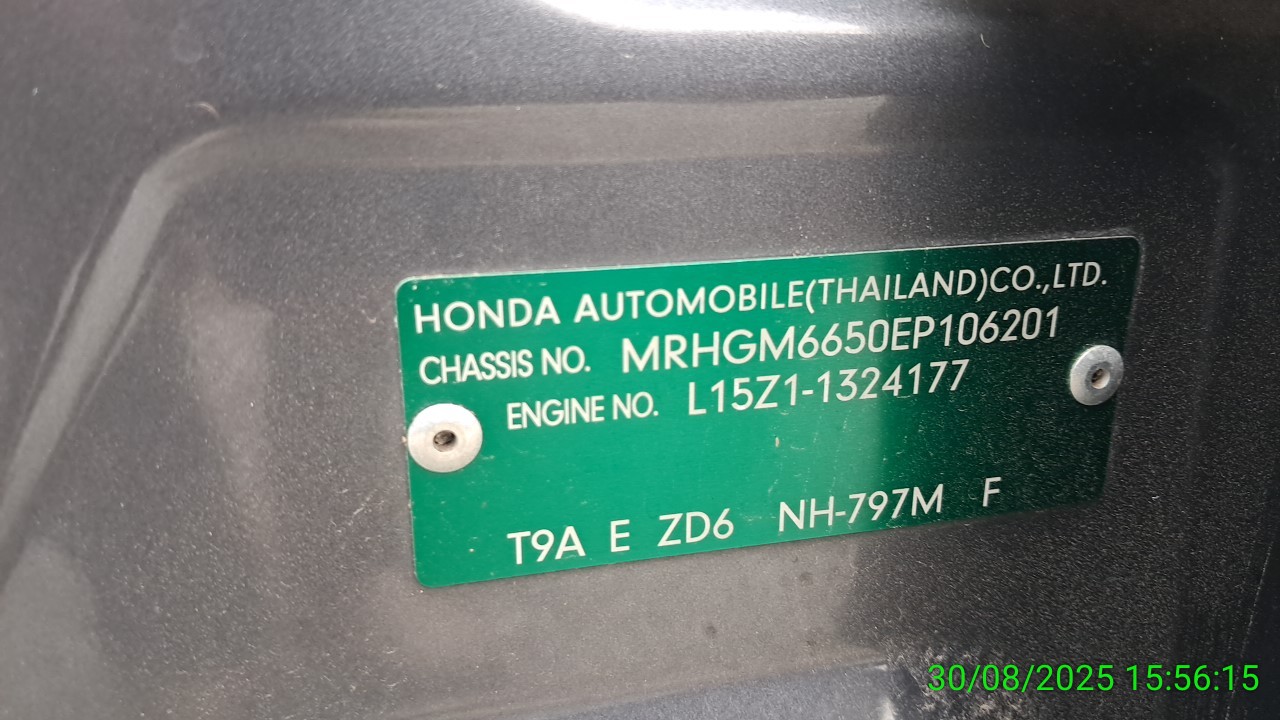 HONDA AUTOMOBILE(THAILAND)CO.,LTD.
CHASSIS NO. MRHGM6650EP106201
ENGINE NO. L15Z1-1324177
T9A E ZD6 NH-797M F
30/08/2025 15:56:15